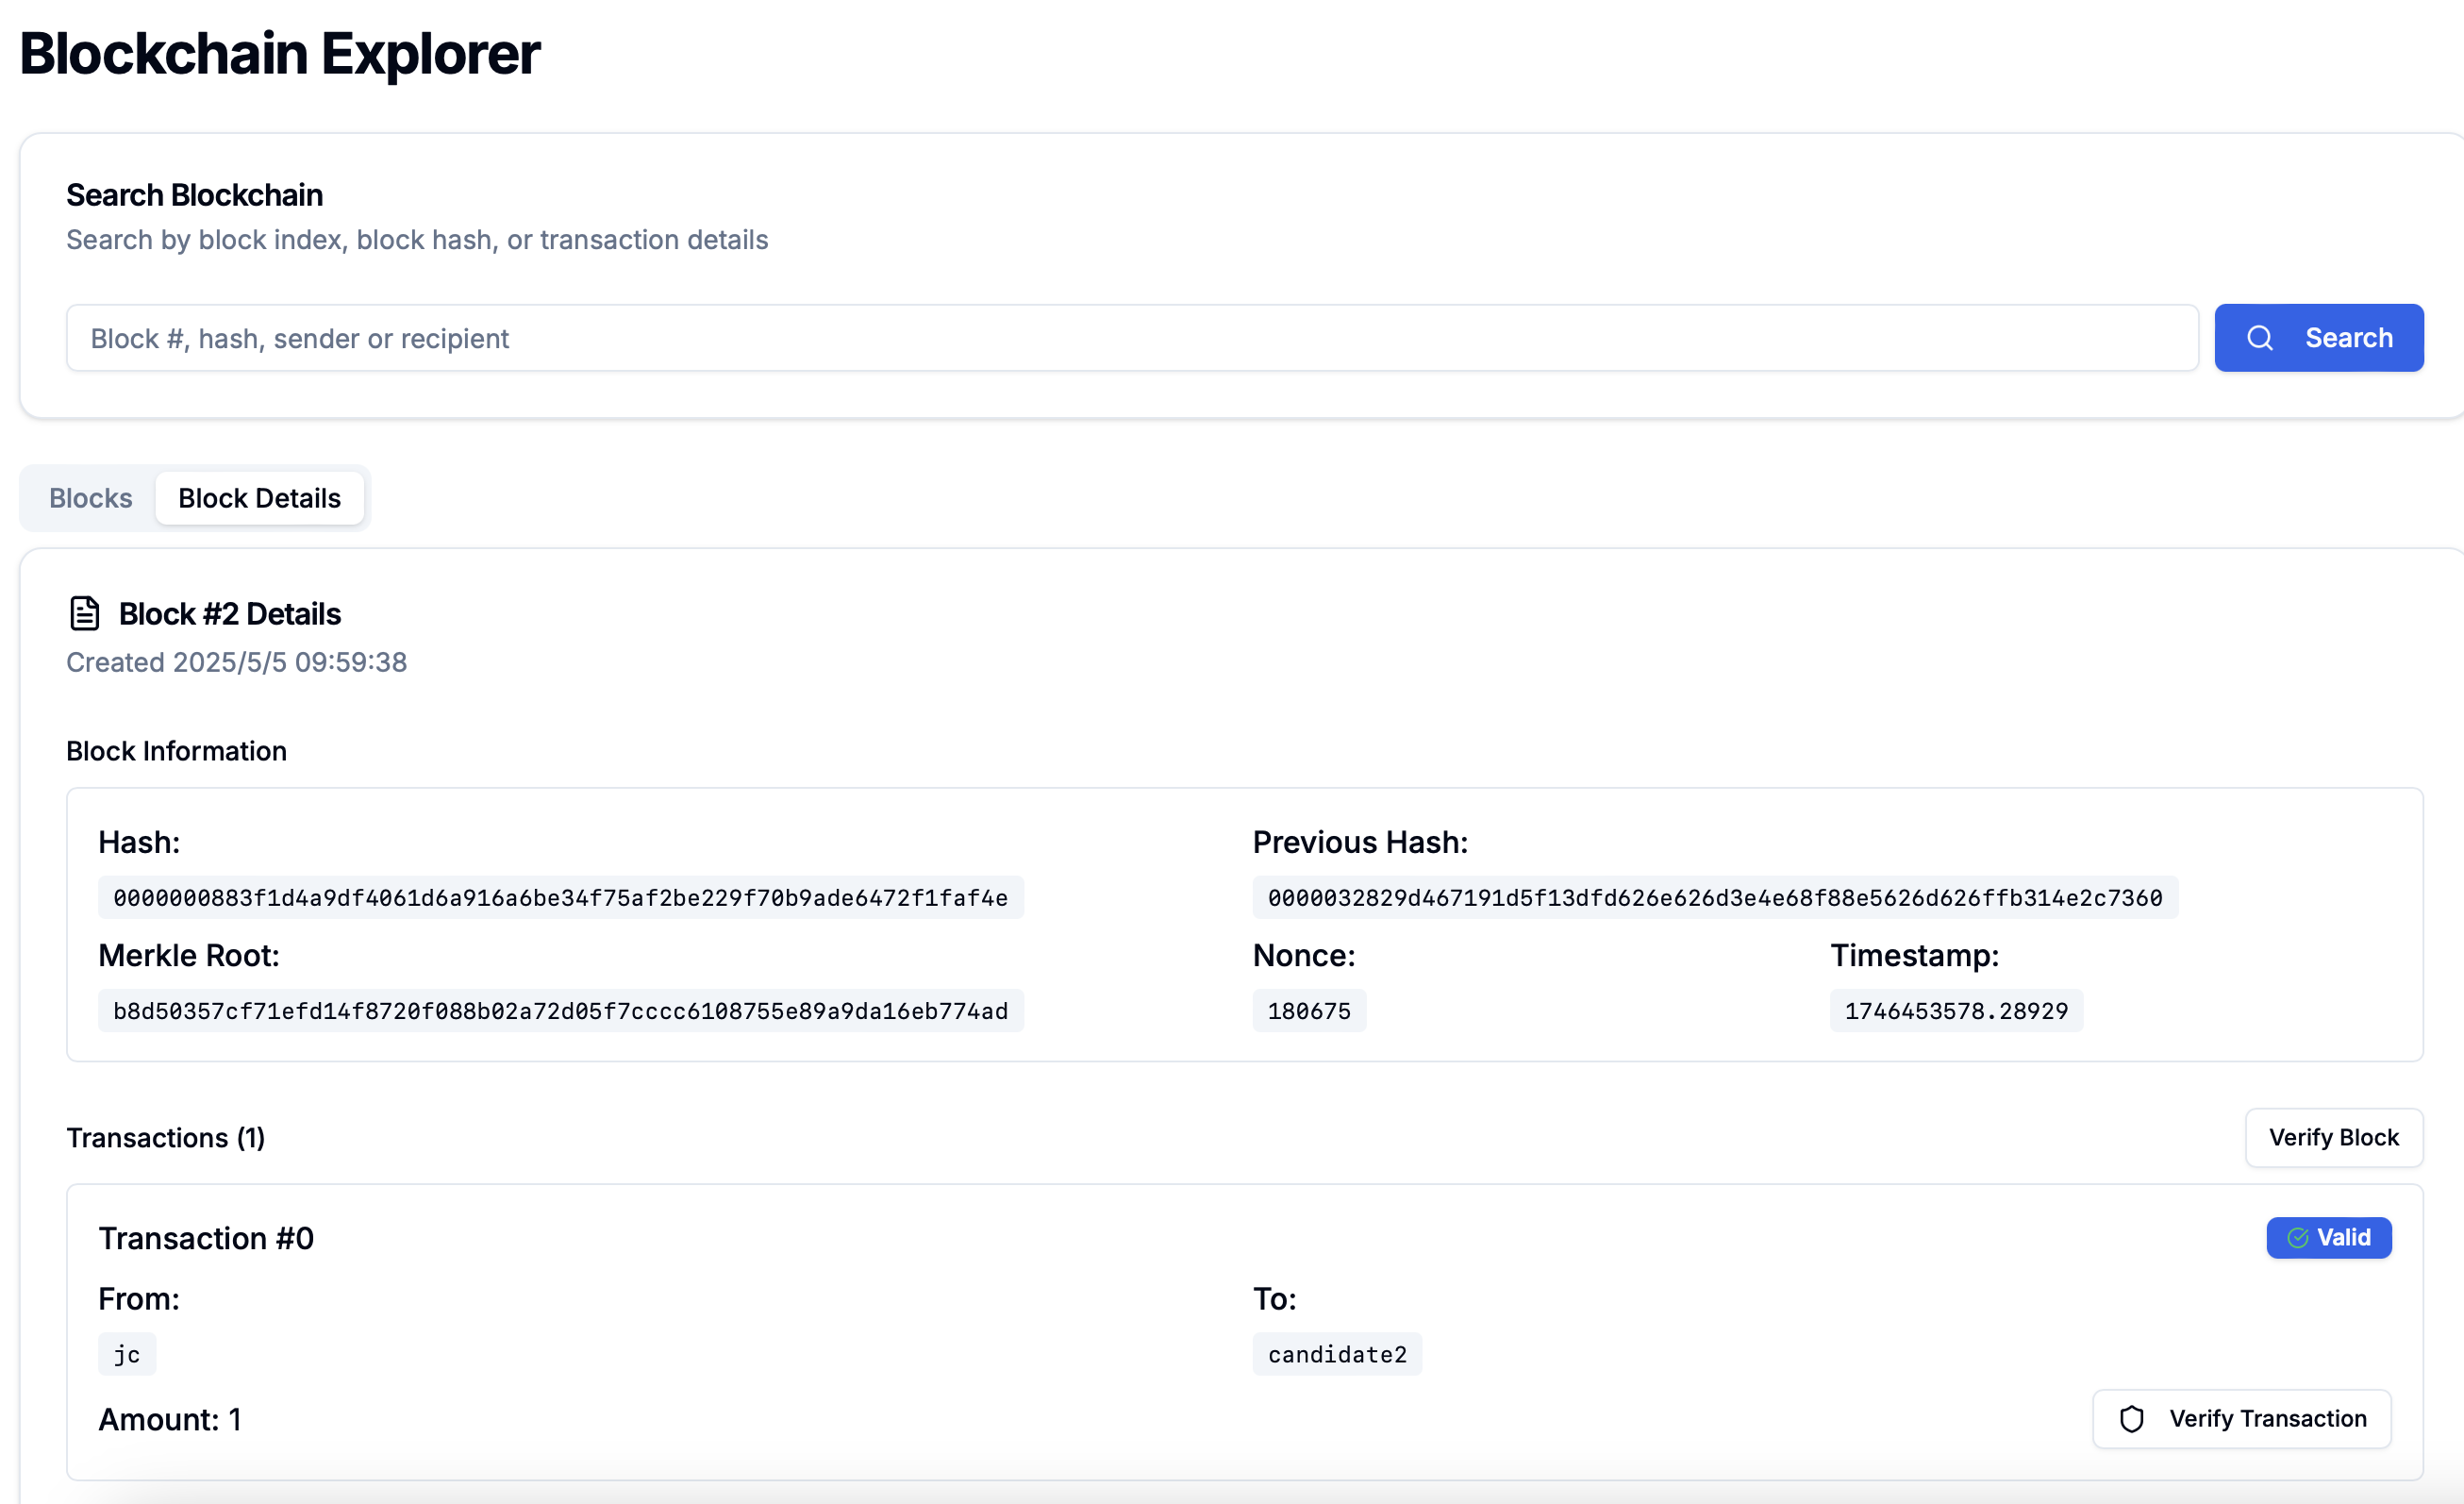 Blockchain Explorer
Search Blockchain
Search by block index, block hash, or transaction details
Block #, hash, sender or recipient
Search
Blocks
Block Details
Block #2 Details
Created 2025/5/5 09:59:38
Block Information
Hash:
0000000883f1d4a9df4061d6a916a6be34f75af2be229f70b9ade6472f1faf4e
Previous Hash:
0000032829d467191d5f13dfd626e626d3e4e68f88e5626d626ffb314e2c7360
Merkle Root:
b8d50357cf71efd14f8720f088b02a72d05f7cccc6108755e89a9da16eb774ad
Nonce:
180675
Timestamp:
1746453578.28929
Transactions (1)
Verify Block
Transaction #0
Valid
From:
jc
To:
candidate2
Amount: 1
Verify Transaction